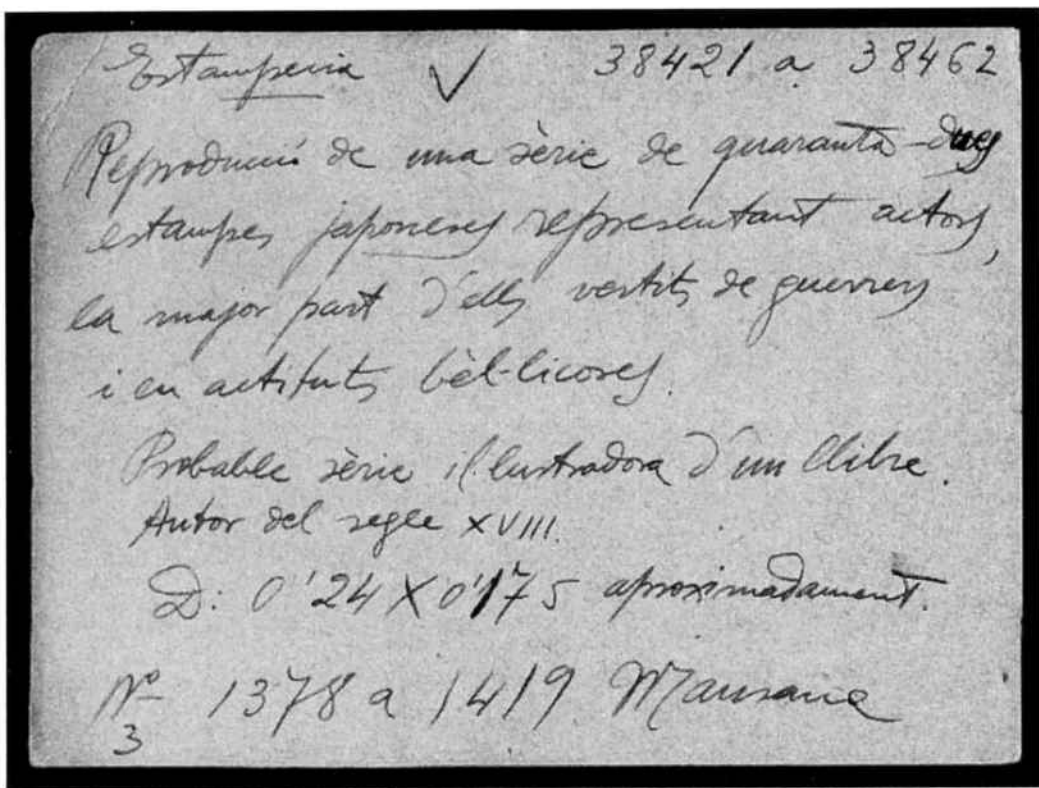 Estamperia ✓ 38421 a 38462
Reproducció de una sèrie de quaranta-dues
estampes japoneses representant actors,
la major part d'ells vestits de guerrers
i en actituts bèl-licoses.
Probable sèrie il·lustradora d'un llibre.
Autor del segle XVIII.
D: 0'24 X 0'175 aproximadament.
Nº 1378 a 1419 Mansana
3